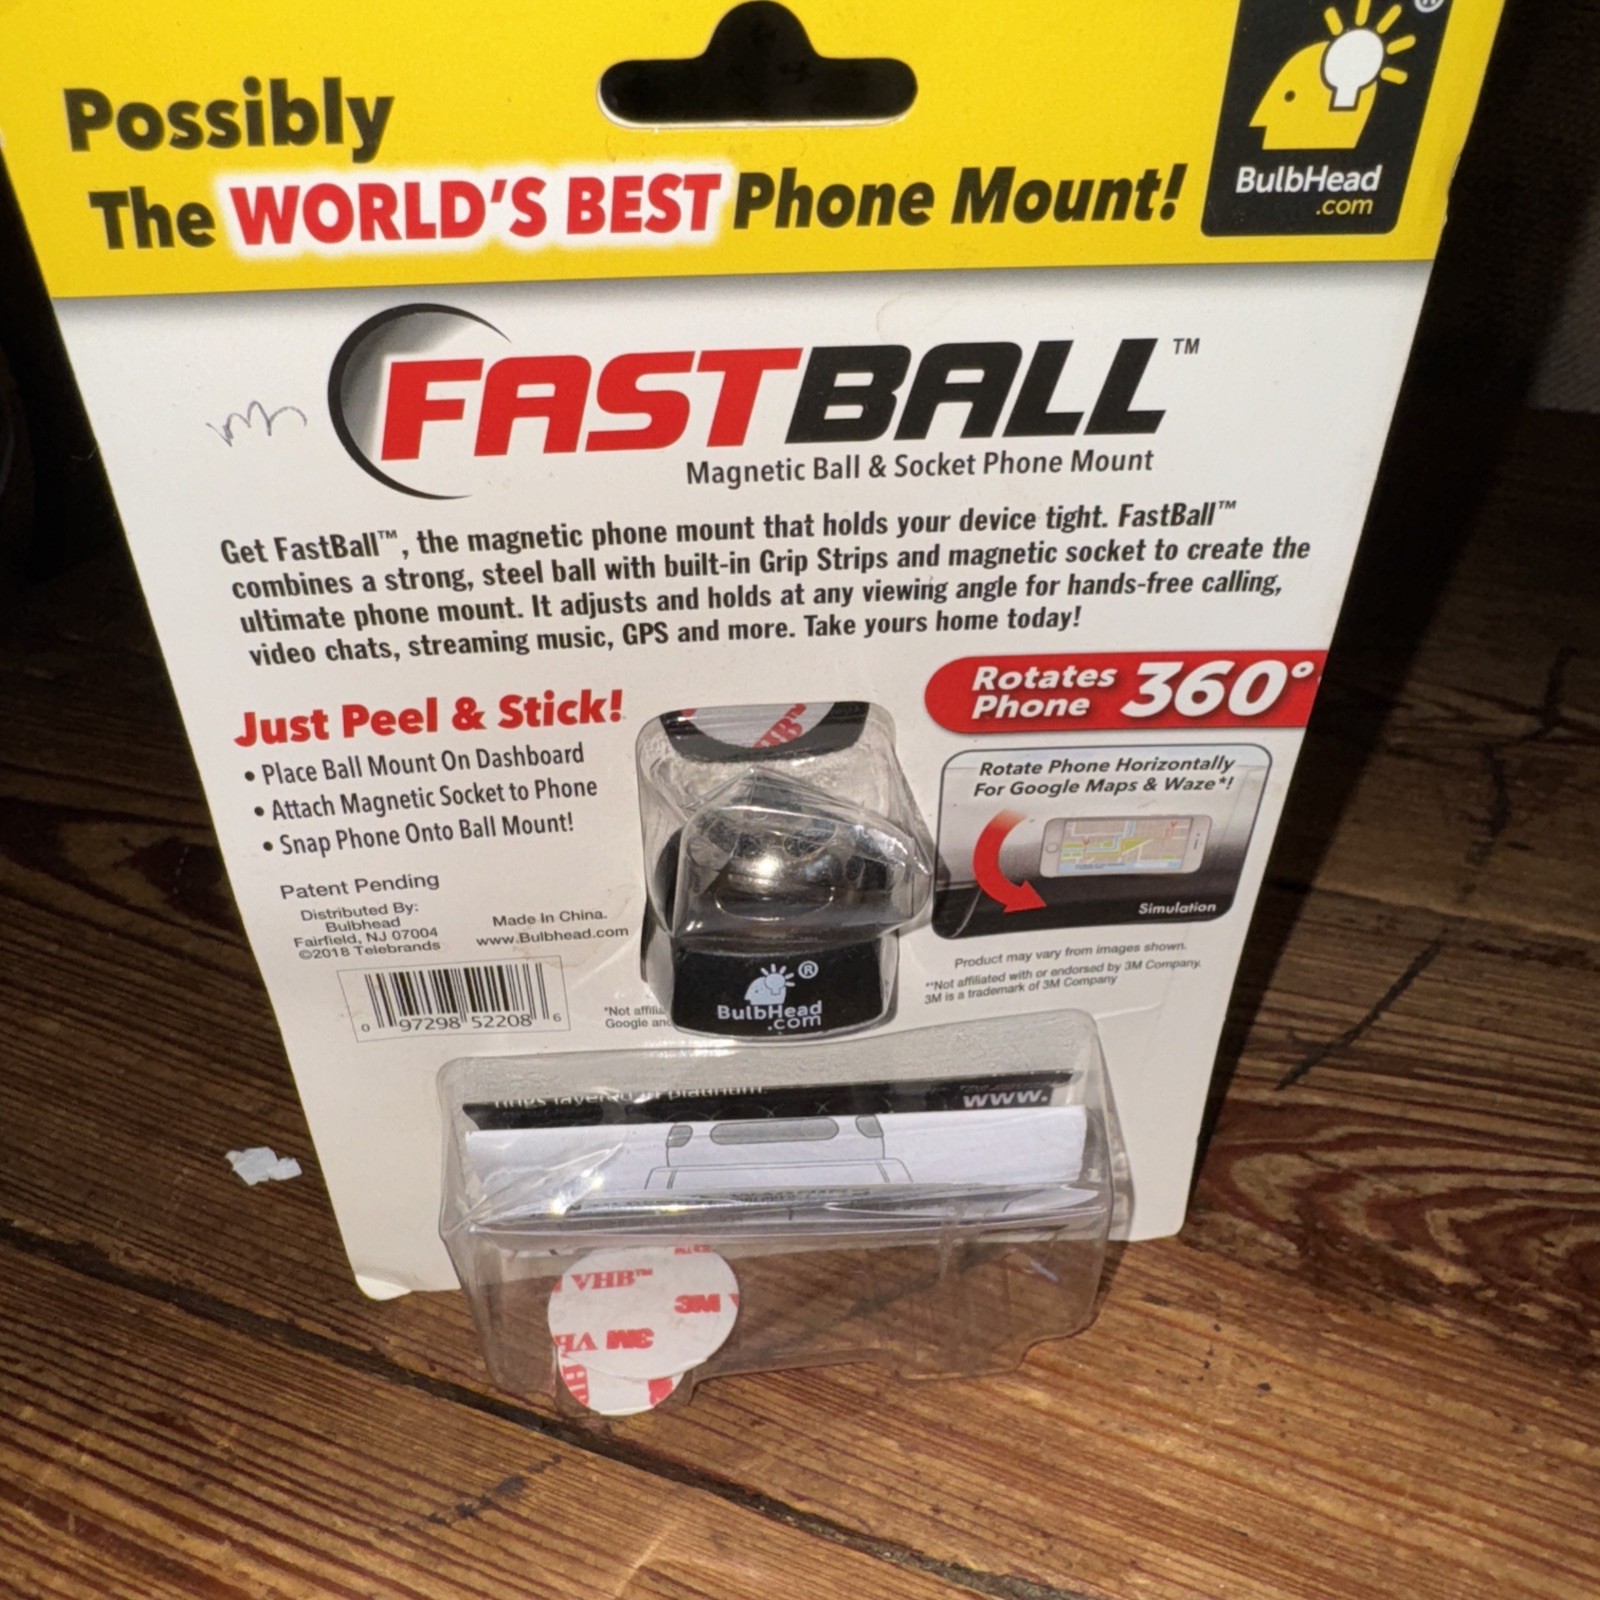 Possibly
The WORLD'S BEST Phone Mount!
®
BulbHead
.com
FASTBALL™
Magnetic Ball & Socket Phone Mount
Get FastBall™, the magnetic phone mount that holds your device tight. FastBall™
combines a strong, steel ball with built-in Grip Strips and magnetic socket to create the
ultimate phone mount. It adjusts and holds at any viewing angle for hands-free calling,
video chats, streaming music, GPS and more. Take yours home today!
Just Peel & Stick!
• Place Ball Mount On Dashboard
• Attach Magnetic Socket to Phone
• Snap Phone Onto Ball Mount!
Rotates
Phone 360°
Rotate Phone Horizontally
For Google Maps & Waze*!
Simulation
Patent Pending
Distributed By:
Bulbhead
Fairfield, NJ 07004
©2018 Telebrands
Made In China.
www.Bulbhead.com
0 97298 52208 6
*Not
Google
Product may vary from images shown.
**Not affiliated with or endorsed by 3M Company.
3M is a trademark of 3M Company
®
BulbHead
.com
www.
VHB™
3M
3M